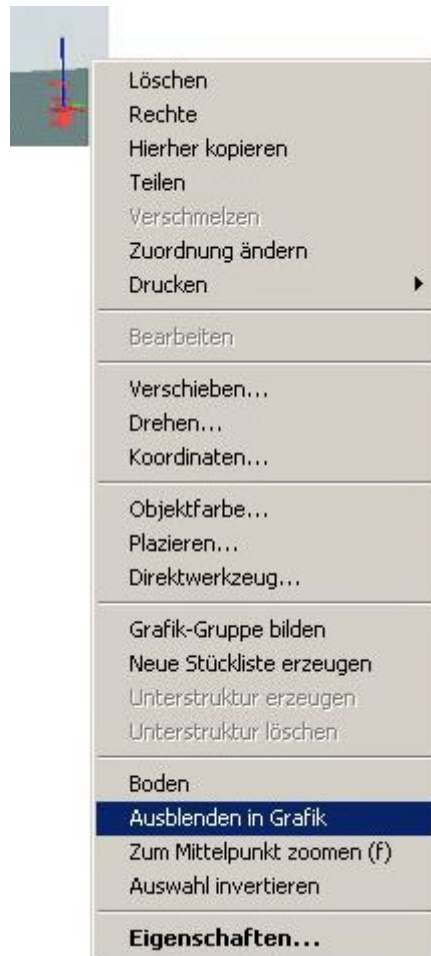 Löschen
Rechte
Hierher kopieren
Teilen
Verschmelzen
Zuordnung ändern
Drucken
Bearbeiten
Verschieben...
Drehen...
Koordinaten...
Objektfarbe...
Plazieren...
Direktwerkzeug...
Grafik-Gruppe bilden
Neue Stückliste erzeugen
Unterstruktur erzeugen
Unterstruktur löschen
Boden
Ausblenden in Grafik
Zum Mittelpunkt zoomen (f)
Auswahl invertieren
Eigenschaften...